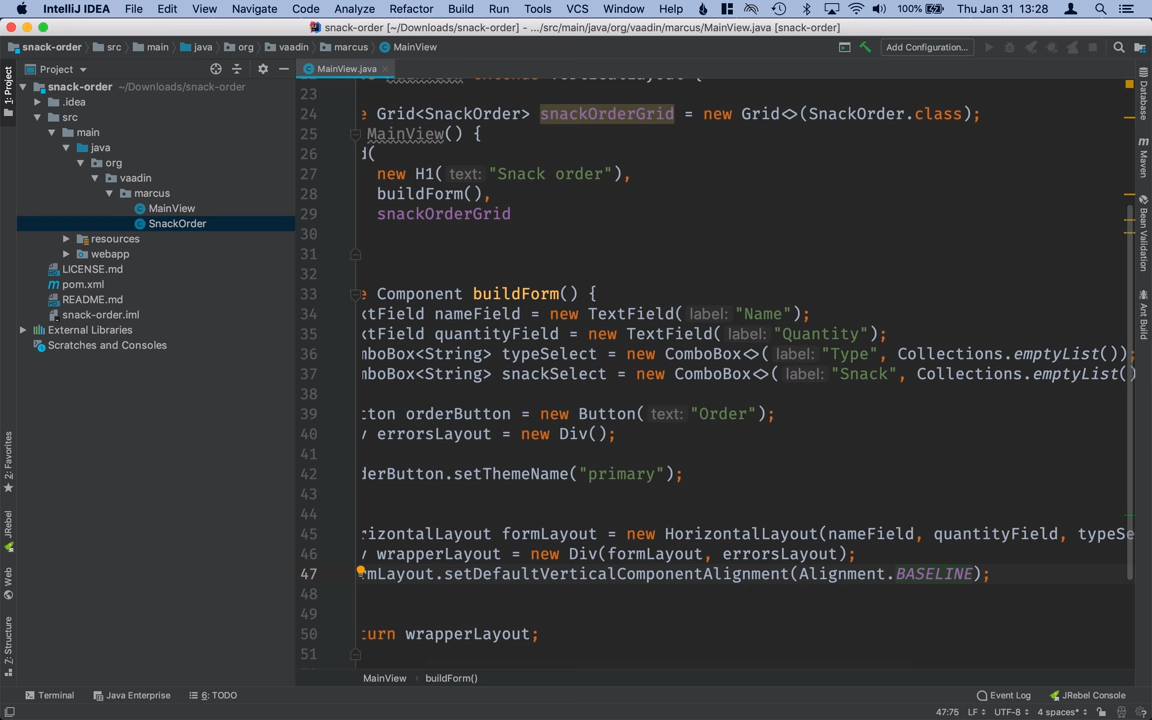 IntelliJ IDEA File Edit View Navigate Code Analyze Refactor Build Run Tools VCS Window Help 100% Thu Jan 31 13:28
snack-order [~/Downloads/snack-order] - .../src/main/java/org/vaadin/marcus/MainView.java [snack-order]
snack-order src main java org vaadin marcus MainView Add Configuration...
Project MainView.java
1: Project
snack-order ~/Downloads/snack-order
.idea
src
main
java
org
vaadin
marcus
MainView
SnackOrder
resources
webapp
LICENSE.md
pom.xml
README.md
snack-order.iml
External Libraries
Scratches and Consoles
23
24 e Grid<SnackOrder> snackOrderGrid = new Grid<>(SnackOrder.class);
25 MainView() {
26 d(
27 new H1( text: "Snack order"),
28 buildForm(),
29 snackOrderGrid
30
31
32
33 e Component buildForm() {
34 xtField nameField = new TextField( label: "Name");
35 xtField quantityField = new TextField( label: "Quantity");
36 mboBox<String> typeSelect = new ComboBox<>( label: "Type", Collections.emptyList());
37 mboBox<String> snackSelect = new ComboBox<>( label: "Snack", Collections.emptyList()
38
39 tton orderButton = new Button( text: "Order");
40 v errorsLayout = new Div();
41
42 derButton.setThemeName("primary");
43
44
45 rizontalLayout formLayout = new HorizontalLayout(nameField, quantityField, typeSe
46 v wrapperLayout = new Div(formLayout, errorsLayout);
47 mLayout.setDefaultVerticalComponentAlignment(Alignment.BASELINE);
48
49
50 turn wrapperLayout;
51
MainView buildForm()
2: Favorites
JRebel
Web
Z: Structure
Database
Maven
Bean Validation
Ant Build
Terminal Java Enterprise 6: TODO Event Log JRebel Console
47:75 LF UTF-8 4 spaces*